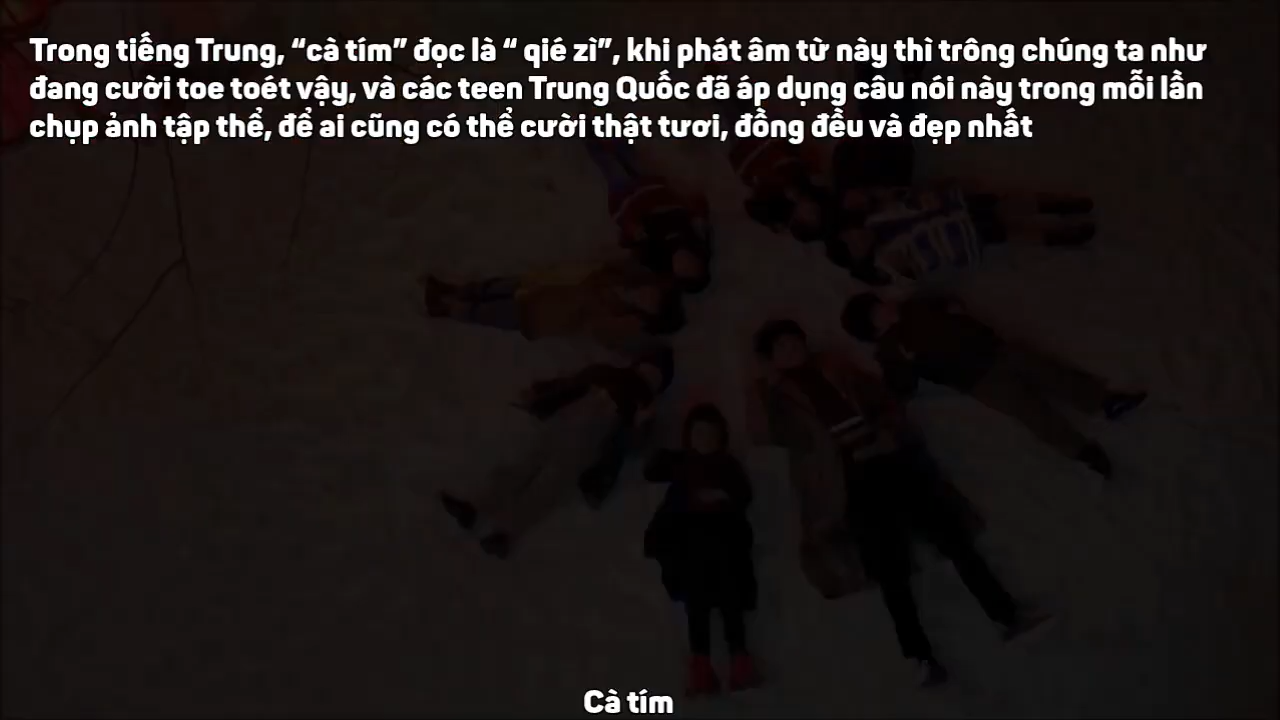 Trong tiếng Trung, “cà tím” đọc là “ qié zì”, khi phát âm từ này thì trông chúng ta như
đang cười toe toét vậy, và các teen Trung Quốc đã áp dụng câu nói này trong mỗi lần
chụp ảnh tập thể, để ai cũng có thể cười thật tươi, đồng đều và đẹp nhất
Cà tím